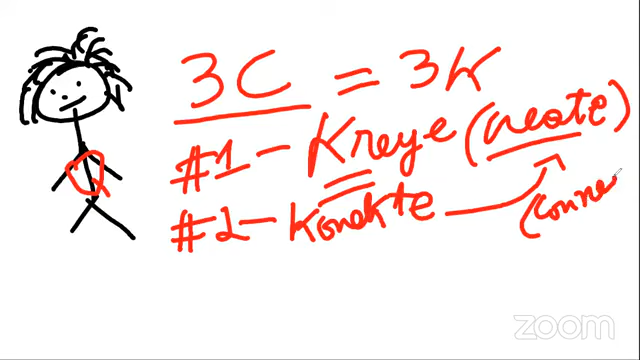 3C = 3K
#1 - Kreye (Create)
#2 - Konekte
(Conne
zoom